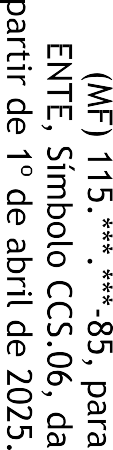 (MF) 115. ***. ***-85, para
ENTE, Símbolo CCS.06, da
partir de 1º de abril de 2025.